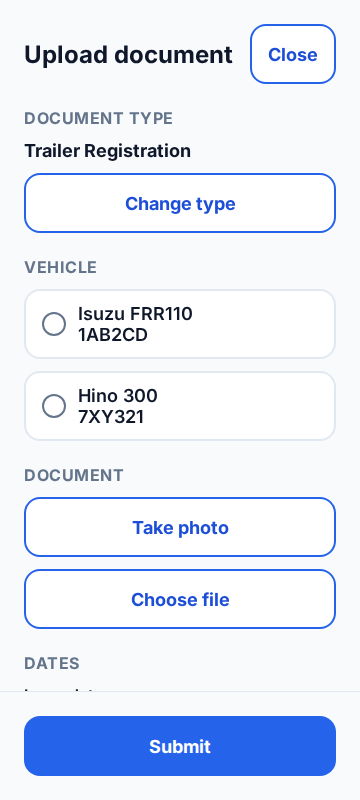 Upload document
Close
DOCUMENT TYPE
Trailer Registration
Change type
VEHICLE
Isuzu FRR110
1AB2CD
Hino 300
7XY321
DOCUMENT
Take photo
Choose file
DATES
Submit